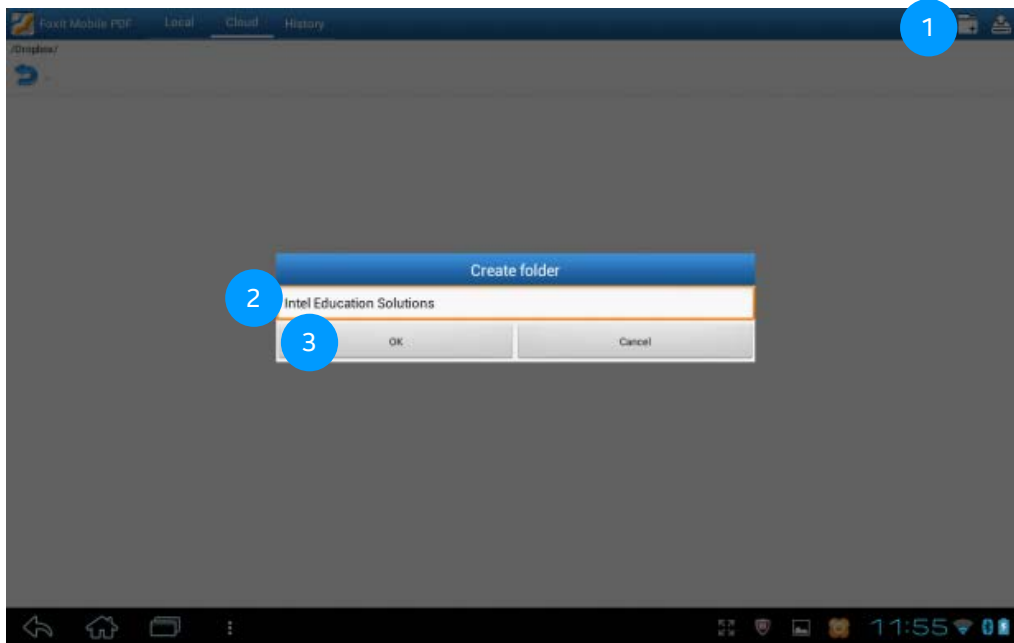 Foxit Mobile PDF Local Cloud History
1
/Dropbox/
..
Create folder
2
Intel Education Solutions
3
OK Cancel
11:55